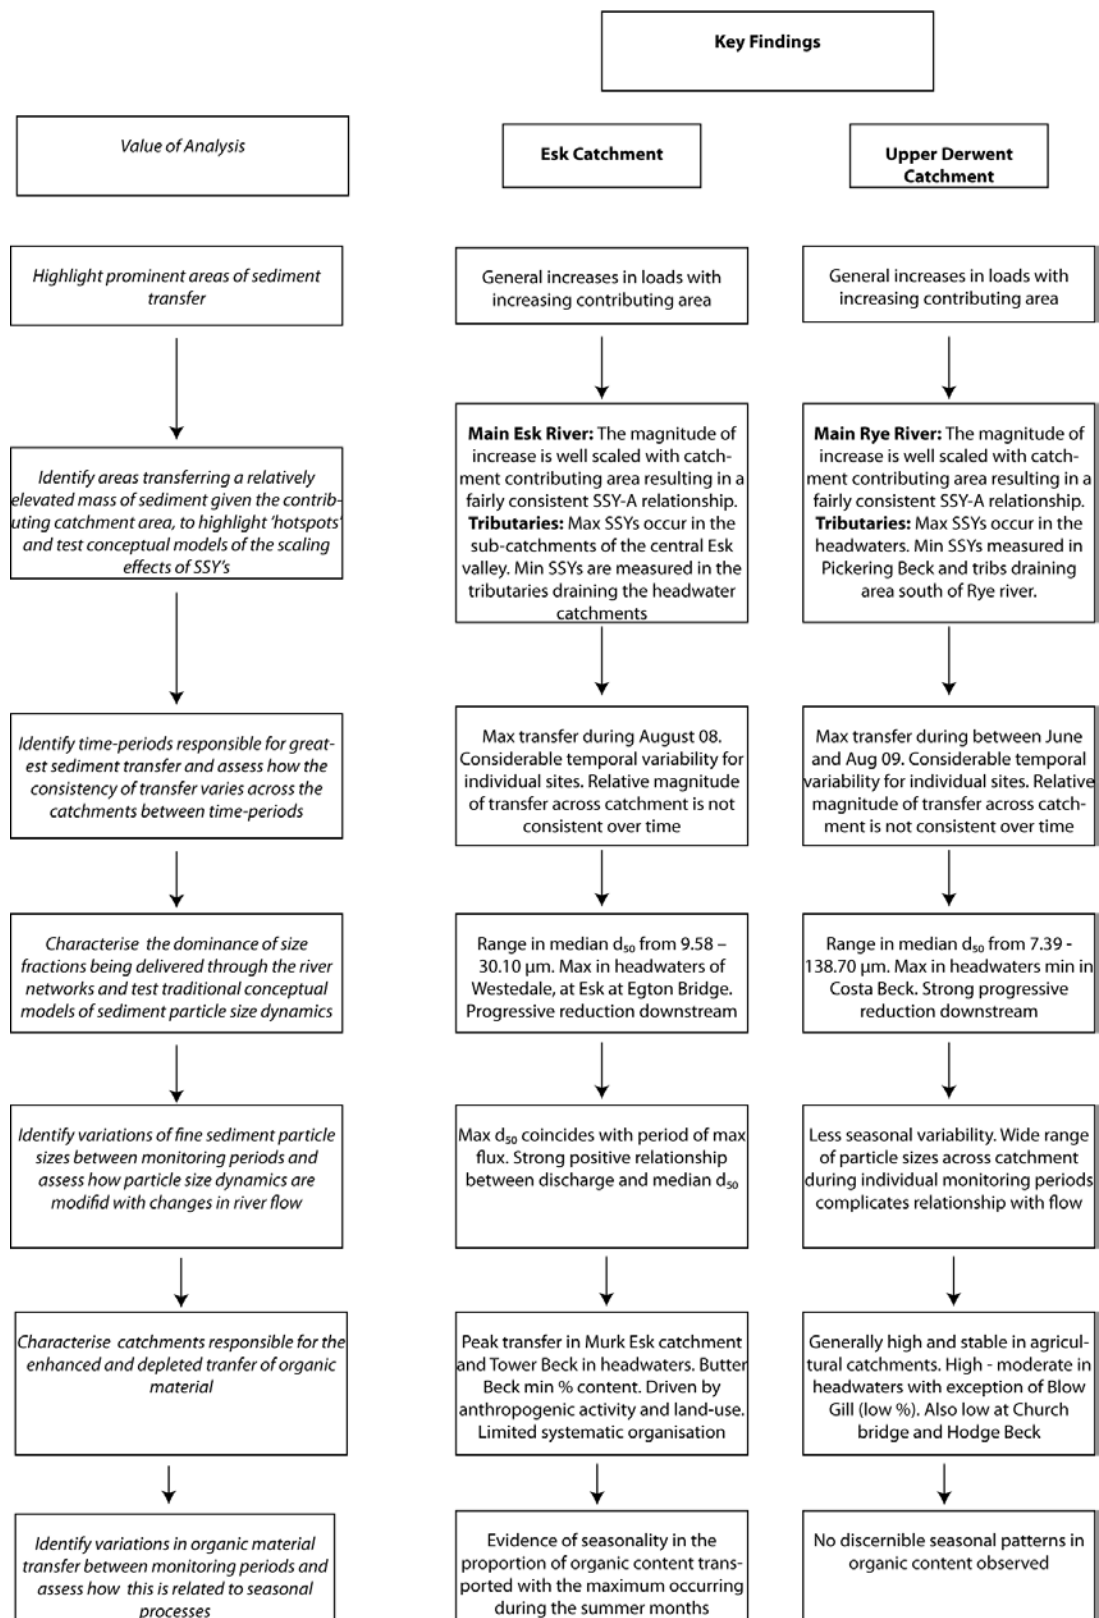 Key Findings
Value of Analysis
Esk Catchment
Upper Derwent
Catchment
Highlight prominent areas of sediment
transfer
General increases in loads with
increasing contributing area
General increases in loads with
increasing contributing area
Identify areas transferring a relatively
elevated mass of sediment given the contrib-
uting catchment area, to highlight 'hotspots'
and test conceptual models of the scaling
effects of SSY's
Main Esk River: The magnitude of
increase is well scaled with catch-
ment contributing area resulting in a
fairly consistent SSY-A relationship.
Tributaries: Max SSYs occur in the
sub-catchments of the central Esk
valley. Min SSYs are measured in the
tributaries draining the headwater
catchments
Main Rye River: The magnitude of
increase is well scaled with catch-
ment contributing area resulting in a
fairly consistent SSY-A relationship.
Tributaries: Max SSYs occur in the
headwaters. Min SSYs measured in
Pickering Beck and tribs draining
area south of Rye river.
Identify time-periods responsible for great-
est sediment transfer and assess how the
consistency of transfer varies across the
catchments between time-periods
Max transfer during August 08.
Considerable temporal variability for
individual sites. Relative magnitude
of transfer across catchment is not
consistent over time
Max transfer during between June
and Aug 09. Considerable temporal
variability for individual sites. Relative
magnitude of transfer across catch-
ment is not consistent over time
Characterise the dominance of size
fractions being delivered through the river
networks and test traditional conceptual
models of sediment particle size dynamics
Range in median d₅₀ from 9.58 –
30.10 µm. Max in headwaters of
Westedale, at Esk at Egton Bridge.
Progressive reduction downstream
Range in median d₅₀ from 7.39 -
138.70 µm. Max in headwaters min in
Costa Beck. Strong progressive
reduction downstream
Identify variations of fine sediment particle
sizes between monitoring periods and
assess how particle size dynamics are
modifid with changes in river flow
Max d₅₀ coincides with period of max
flux. Strong positive relationship
between discharge and median d₅₀
Less seasonal variability. Wide range
of particle sizes across catchment
during individual monitoring periods
complicates relationship with flow
Characterise catchments responsible for the
enhanced and depleted tranfer of organic
material
Peak transfer in Murk Esk catchment
and Tower Beck in headwaters. Butter
Beck min % content. Driven by
anthropogenic activity and land-use.
Limited systematic organisation
Generally high and stable in agricul-
tural catchments. High - moderate in
headwaters with exception of Blow
Gill (low %). Also low at Church
bridge and Hodge Beck
Identify variations in organic material
transfer between monitoring periods and
assess how this is related to seasonal
processes
Evidence of seasonality in the
proportion of organic content trans-
ported with the maximum occurring
during the summer months
No discernible seasonal patterns in
organic content observed